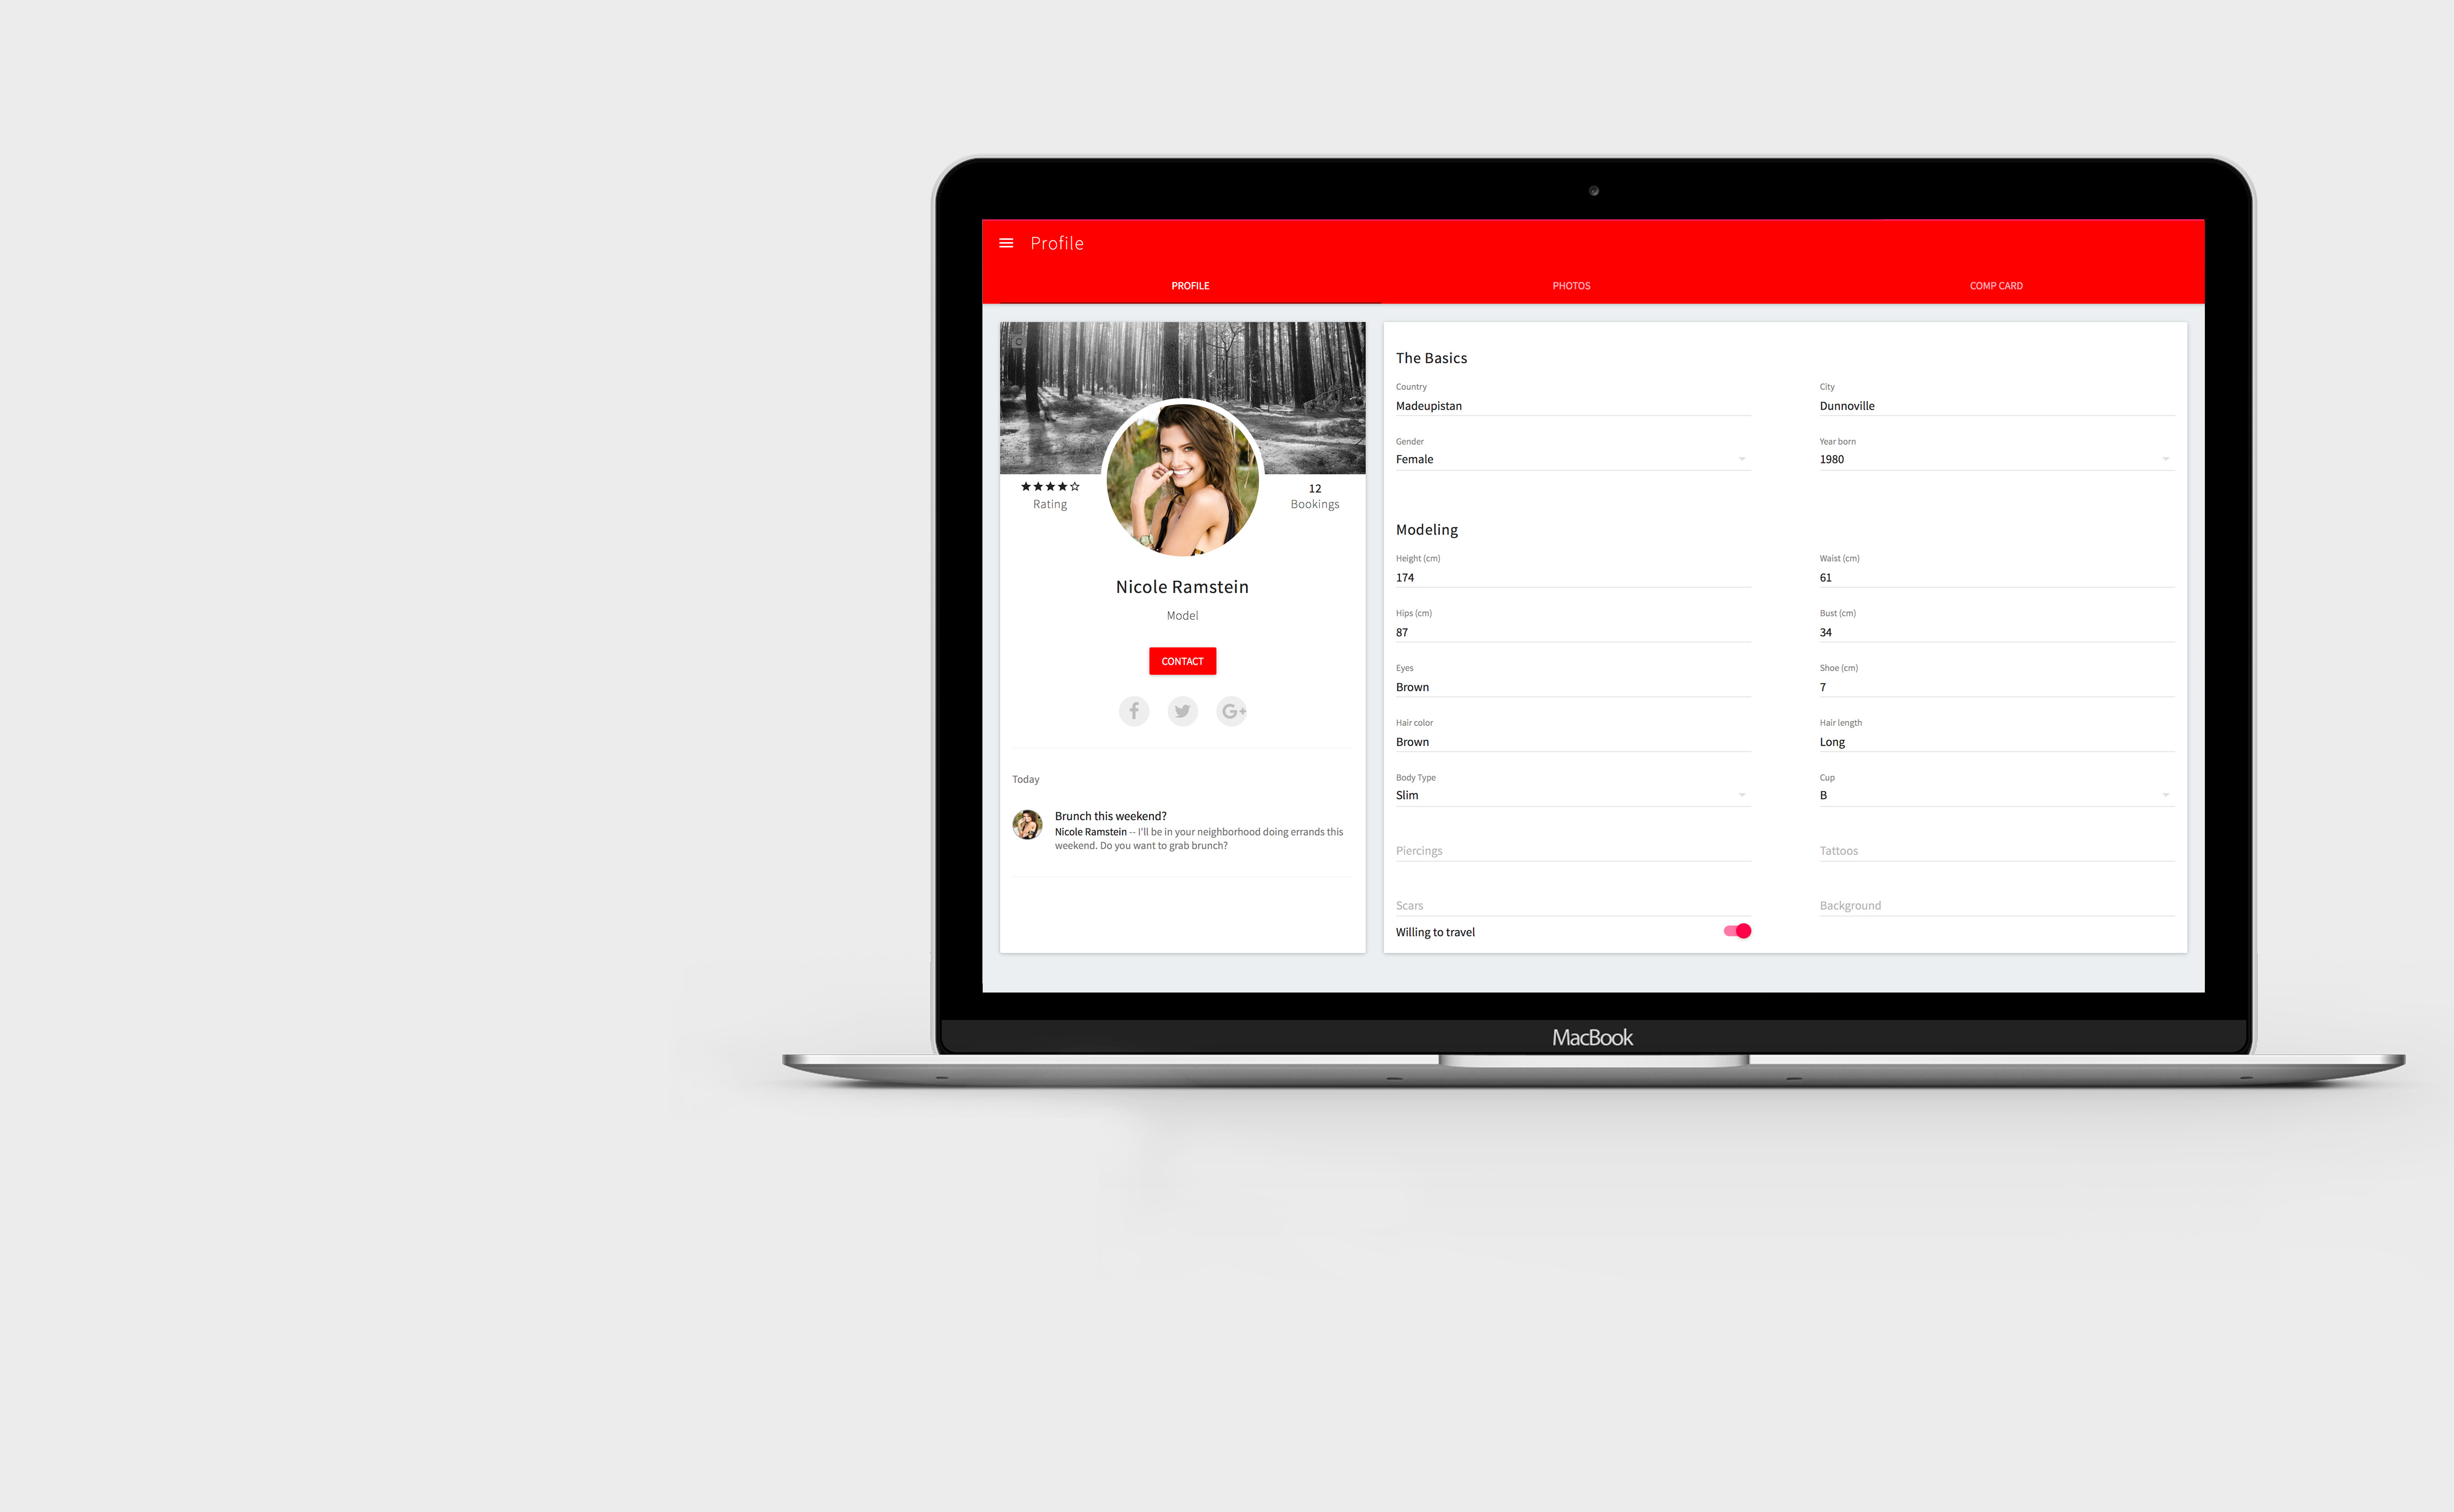 Profile
PROFILE
PHOTOS
COMP CARD
Rating
12
Bookings
Nicole Ramstein
Model
CONTACT
G+
Today
Brunch this weekend?
Nicole Ramstein -- I'll be in your neighborhood doing errands this
weekend. Do you want to grab brunch?
The Basics
Country
City
Madeupistan
Dunnoville
Gender
Year born
Female
1980
Modeling
Height (cm)
Waist (cm)
174
61
Hips (cm)
Bust (cm)
87
34
Eyes
Shoe (cm)
Brown
7
Hair color
Hair length
Brown
Long
Body Type
Cup
Slim
B
Piercings
Tattoos
Scars
Background
Willing to travel
MacBook